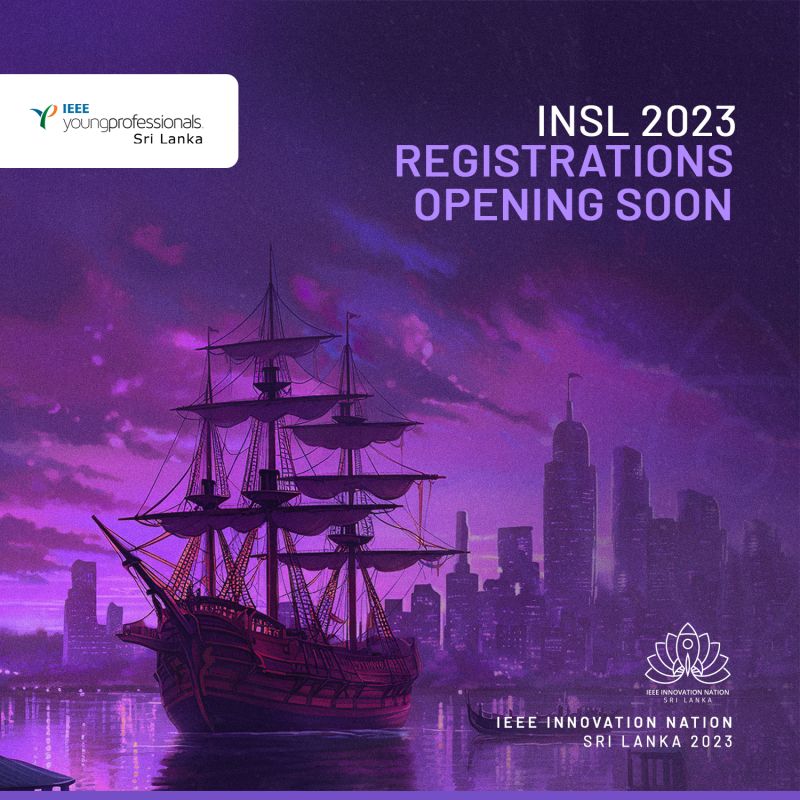 IEEE
youngprofessionals
Sri Lanka
INSL 2023
REGISTRATIONS
OPENING SOON
IEEE INNOVATION NATION
SRI LANKA
IEEE INNOVATION NATION
SRI LANKA 2023